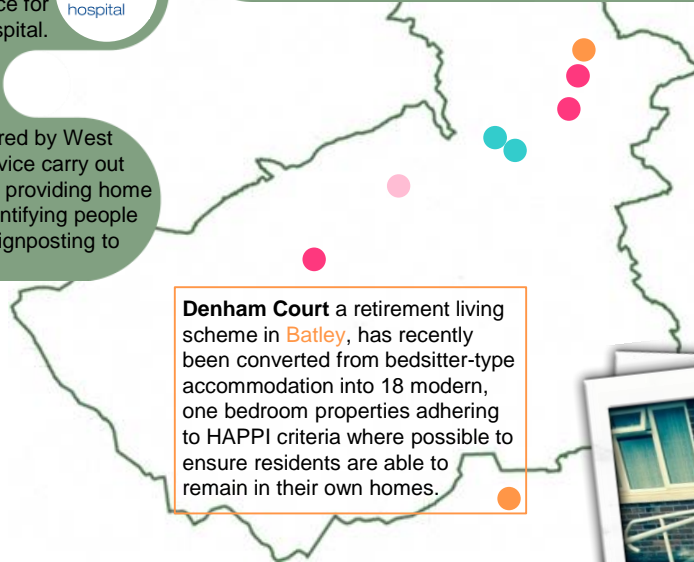 ce for
spital.
hospital
red by West
vice carry out
providing home
ntifying people
ignposting to
Denham Court a retirement living
scheme in Batley, has recently
been converted from bedsitter-type
accommodation into 18 modern,
one bedroom properties adhering
to HAPPI criteria where possible to
ensure residents are able to
remain in their own homes.